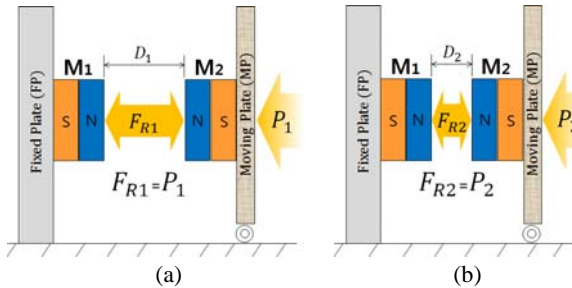 Fixed Plate (FP)
M1
D1
M2
S
N
FR1
N
S
Moving Plate (MP)
P1
FR1=P1
(a)
Fixed Plate (FP)
M1
D2
M2
S
N
FR2
N
S
Moving Plate (MP)
FR2=P2
(b)